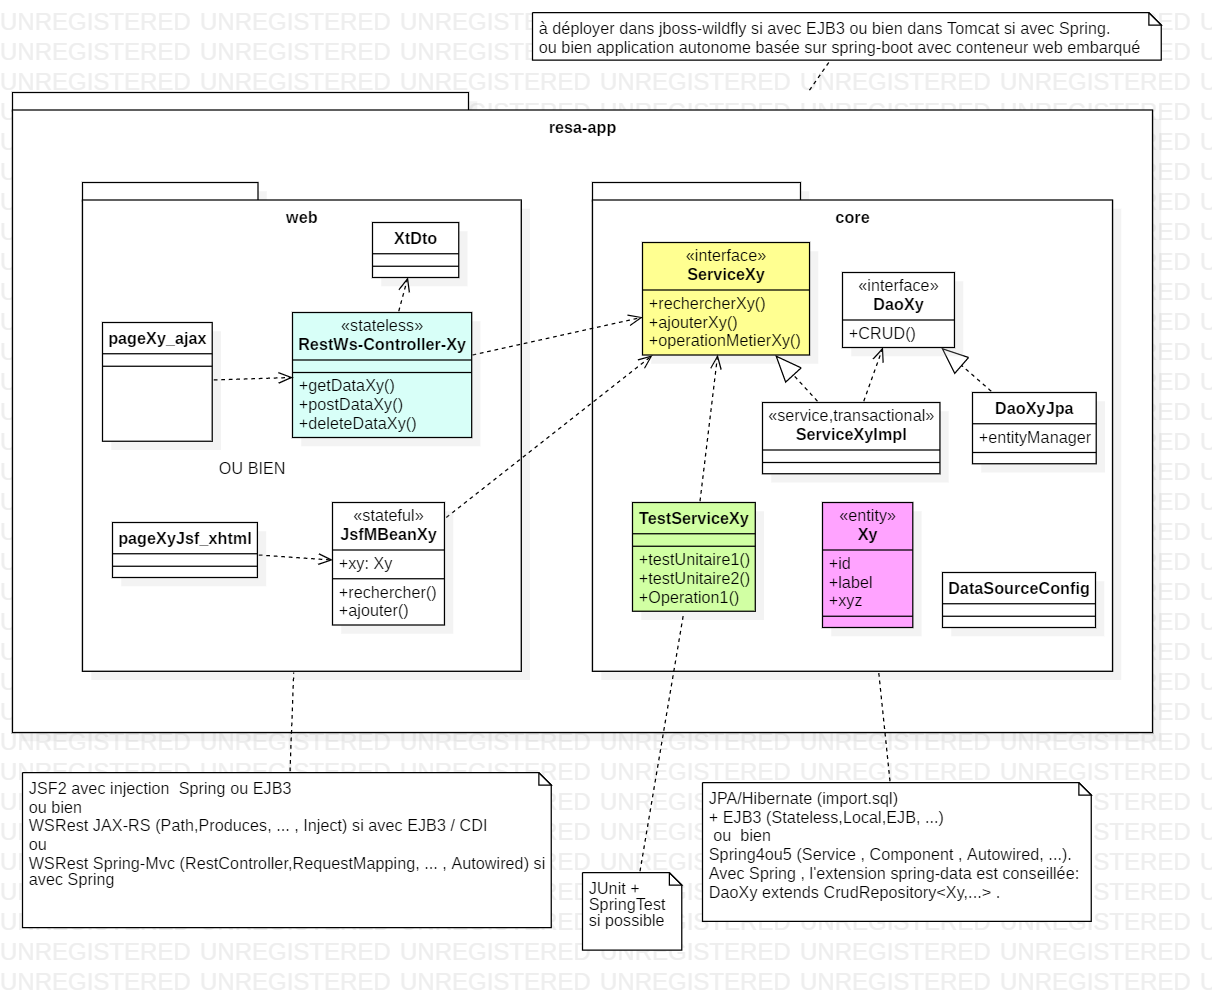 à déployer dans jboss-wildfly si avec EJB3 ou bien dans Tomcat si avec Spring.
ou bien application autonome basée sur spring-boot avec conteneur web embarqué
resa-app
web
XtDto
pageXy_ajax
«stateless»
RestWs-Controller-Xy
+getDataXy()
+postDataXy()
+deleteDataXy()
OU BIEN
pageXyJsf_xhtml
«stateful»
JsfMBeanXy
+xy: Xy
+rechercher()
+ajouter()
core
«interface»
ServiceXy
+rechercherXy()
+ajouterXy()
+operationMetierXy()
«interface»
DaoXy
+CRUD()
«service,transactional»
ServiceXyImpl
DaoXyJpa
+entityManager
TestServiceXy
+testUnitaire1()
+testUnitaire2()
+Operation1()
«entity»
Xy
+id
+label
+xyz
DataSourceConfig
JSF2 avec injection  Spring ou EJB3
ou bien
WSRest JAX-RS (Path,Produces, ... , Inject) si avec EJB3 / CDI
ou
WSRest Spring-Mvc (RestController,RequestMapping, ... , Autowired) si
avec Spring
JUnit +
SpringTest
si possible
JPA/Hibernate (import.sql)
+ EJB3 (Stateless,Local,EJB, ...)
ou  bien
Spring4ou5 (Service , Component , Autowired, ...).
Avec Spring , l'extension spring-data est conseillée:
DaoXy extends CrudRepository<Xy,...> .
UNREGISTERED